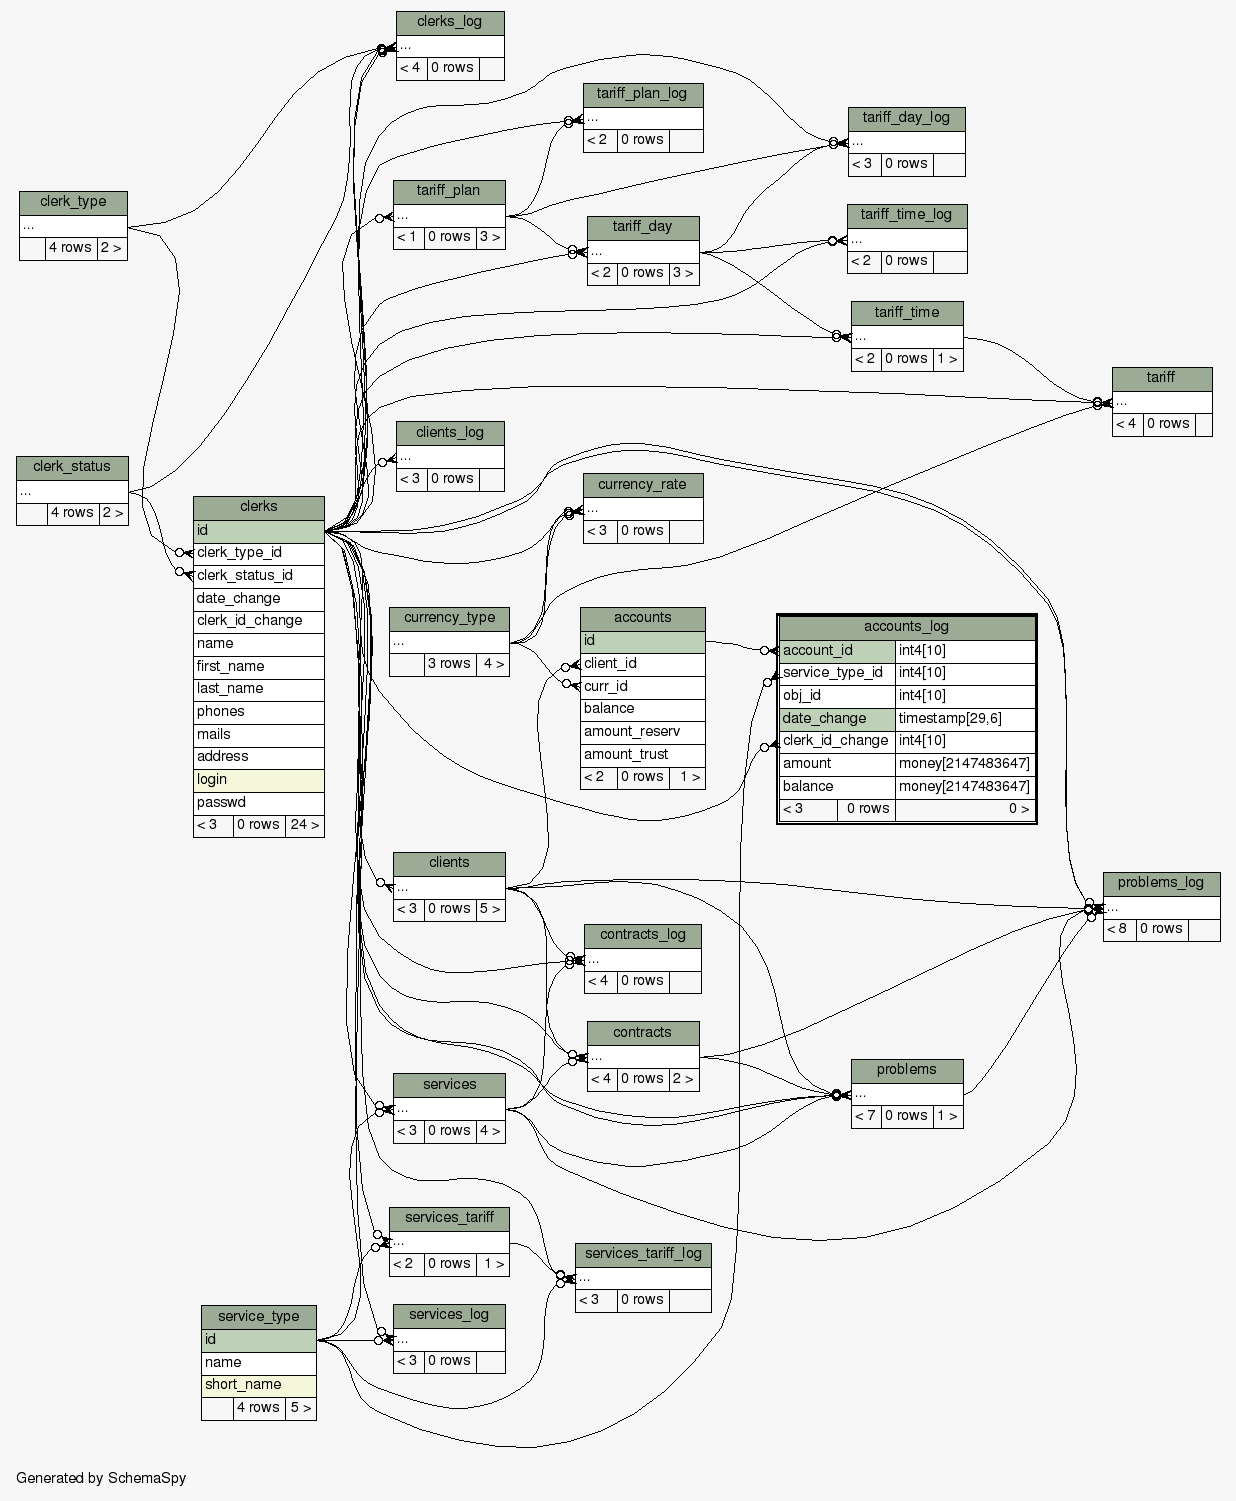 clerks_log
...
< 4 0 rows
tariff_plan_log
...
< 2 0 rows
tariff_day_log
...
< 3 0 rows
clerk_type
...
4 rows 2 >
tariff_plan
...
< 1 0 rows 3 >
tariff_day
...
< 2 0 rows 3 >
tariff_time_log
...
< 2 0 rows
tariff_time
...
< 2 0 rows 1 >
tariff
...
< 4 0 rows
clients_log
...
< 3 0 rows
clerk_status
...
4 rows 2 >
currency_rate
...
< 3 0 rows
clerks
id
clerk_type_id
clerk_status_id
date_change
clerk_id_change
name
first_name
last_name
phones
mails
address
login
passwd
< 3 0 rows 24 >
currency_type
...
3 rows 4 >
accounts
id
client_id
curr_id
balance
amount_reserv
amount_trust
< 2 0 rows 1 >
accounts_log
account_id int4[10]
service_type_id int4[10]
obj_id int4[10]
date_change timestamp[29,6]
clerk_id_change int4[10]
amount money[2147483647]
balance money[2147483647]
< 3 0 rows 0 >
clients
...
< 3 0 rows 5 >
problems_log
...
< 8 0 rows
contracts_log
...
< 4 0 rows
contracts
...
< 4 0 rows 2 >
problems
...
< 7 0 rows 1 >
services
...
< 3 0 rows 4 >
services_tariff
...
< 2 0 rows 1 >
services_tariff_log
...
< 3 0 rows
services_log
...
< 3 0 rows
service_type
id
name
short_name
4 rows 5 >
Generated by SchemaSpy